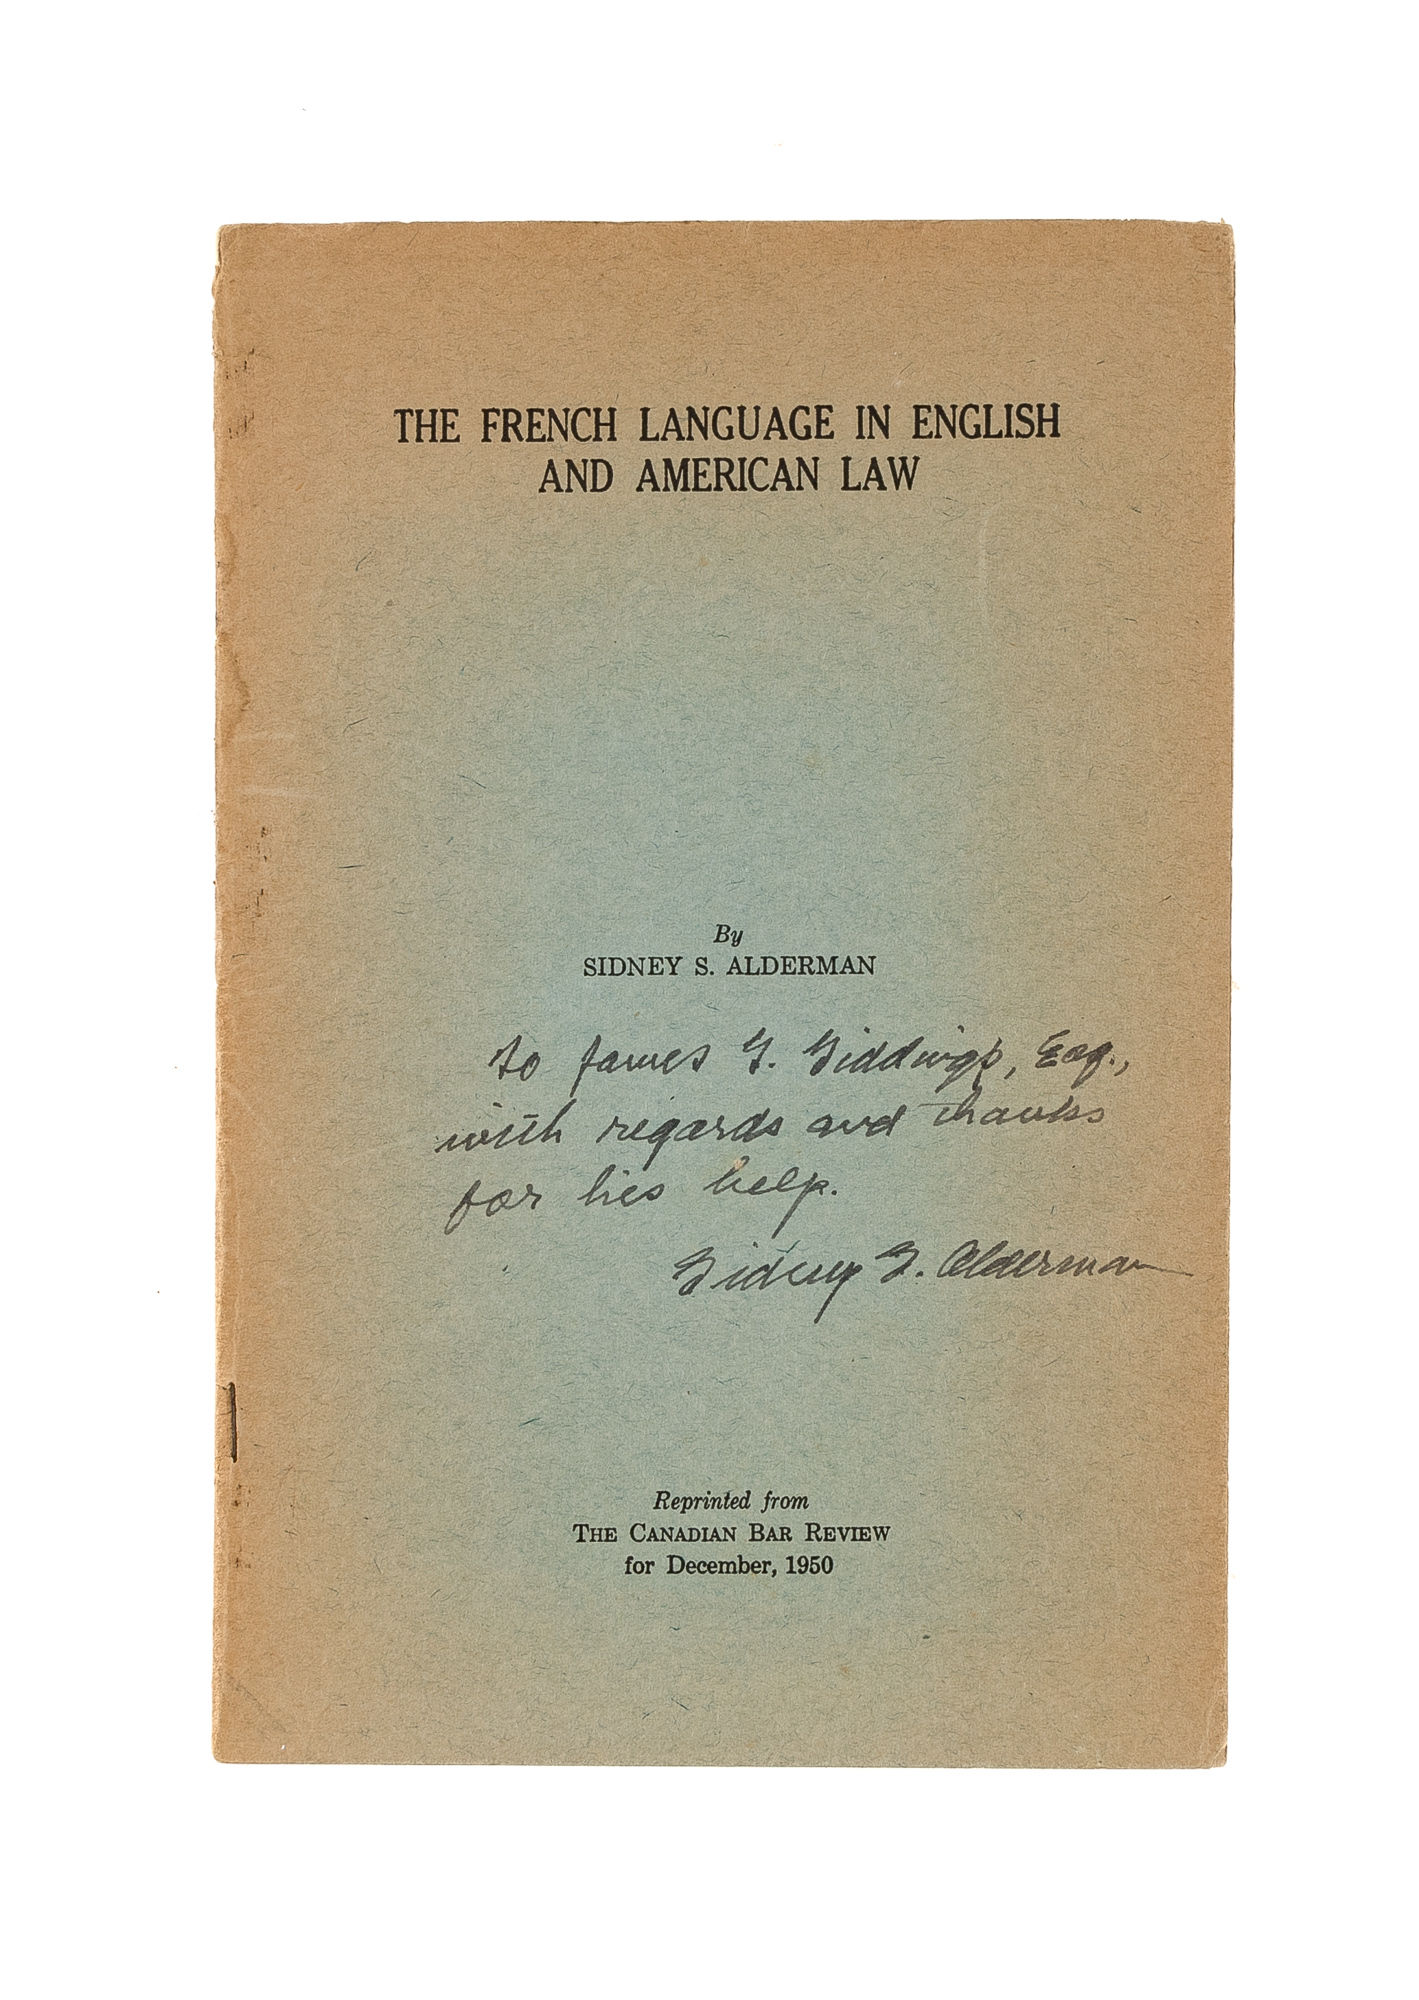 THE FRENCH LANGUAGE IN ENGLISH
AND AMERICAN LAW
By
SIDNEY S. ALDERMAN
To James G. Giddings, Esq.,
with regards and thanks
for his help.
Sidney S. Alderman
Reprinted from
THE CANADIAN BAR REVIEW
for December, 1950